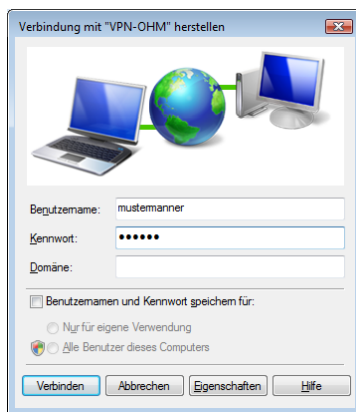 Verbindung mit "VPN-OHM" herstellen
Benutzername: mustermanner
Kennwort: ••••••
Domäne:
Benutzernamen und Kennwort speichern für:
Nur für eigene Verwendung
Alle Benutzer dieses Computers
Verbinden Abbrechen Eigenschaften Hilfe